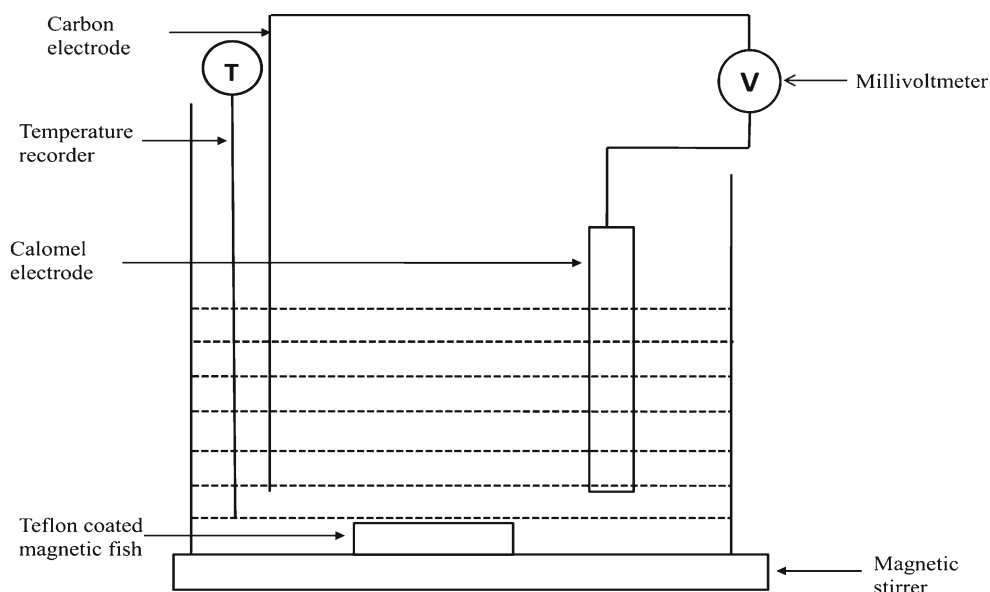 Carbon
electrode
T
V
Millivoltmeter
Temperature
recorder
Calomel
electrode
Teflon coated
magnetic fish
Magnetic
stirrer